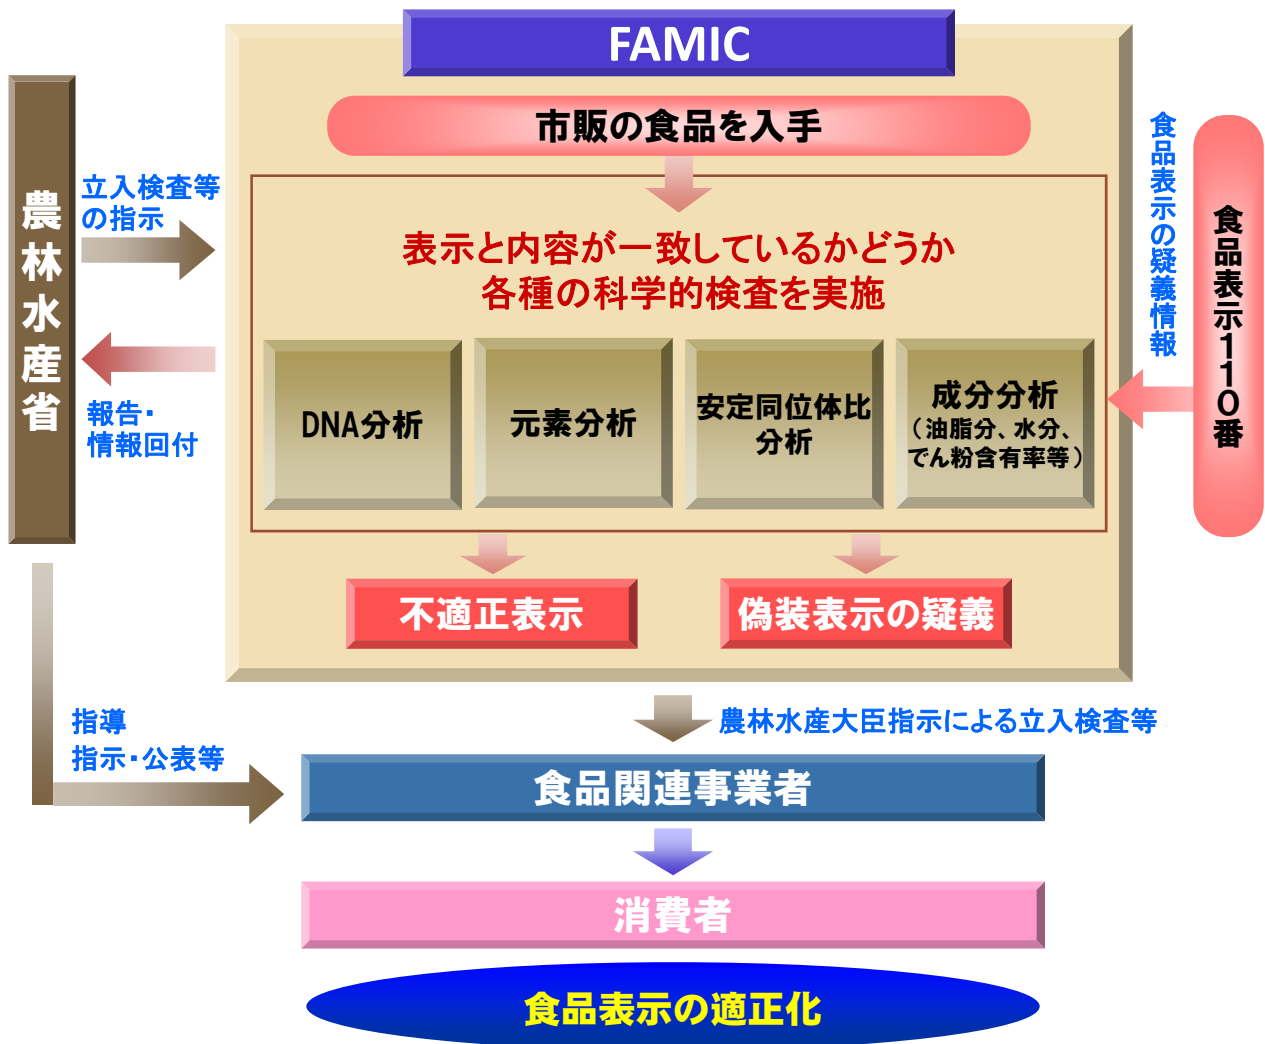 FAMIC
市販の食品を入手
農林水産省
立入検査等
の指示
報告・
情報回付
表示と内容が一致しているかどうか
各種の科学的検査を実施
DNA分析
元素分析
安定同位体比
分析
成分分析
（油脂分、水分、
でん粉含有率等）
食品表示の疑義情報
食品表示110番
不適正表示
偽装表示の疑義
指導
指示・公表等
農林水産大臣指示による立入検査等
食品関連事業者
消費者
食品表示の適正化